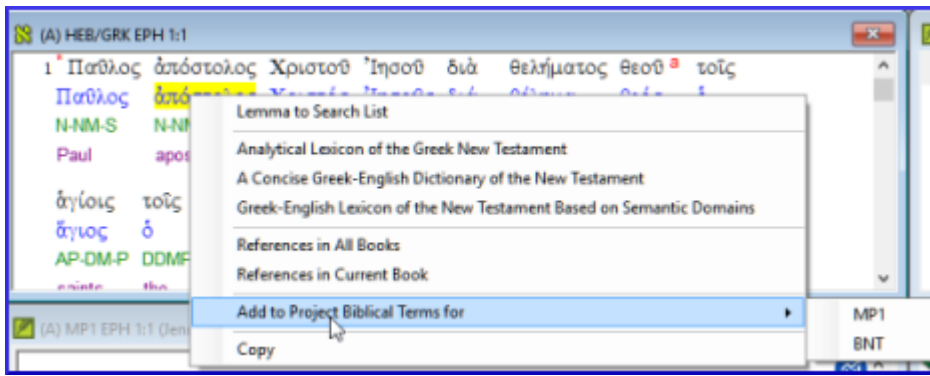 (A) HEB/GRK EPH 1:1
1 * Παῦλος ἀπόστολος Χριστοῦ Ἰησοῦ διὰ θελήματος θεοῦ a τοῖς
Παῦλος
N-NM-S
Paul
ἁγίοις τοῖς
ἅγιος ὁ
AP-DM-P
Lemma to Search List
Analytical Lexicon of the Greek New Testament
A Concise Greek-English Dictionary of the New Testament
Greek-English Lexicon of the New Testament Based on Semantic Domains
References in All Books
References in Current Book
Add to Project Biblical Terms for
Copy
MP1
BNT
(A) MP1 EPH 1:1